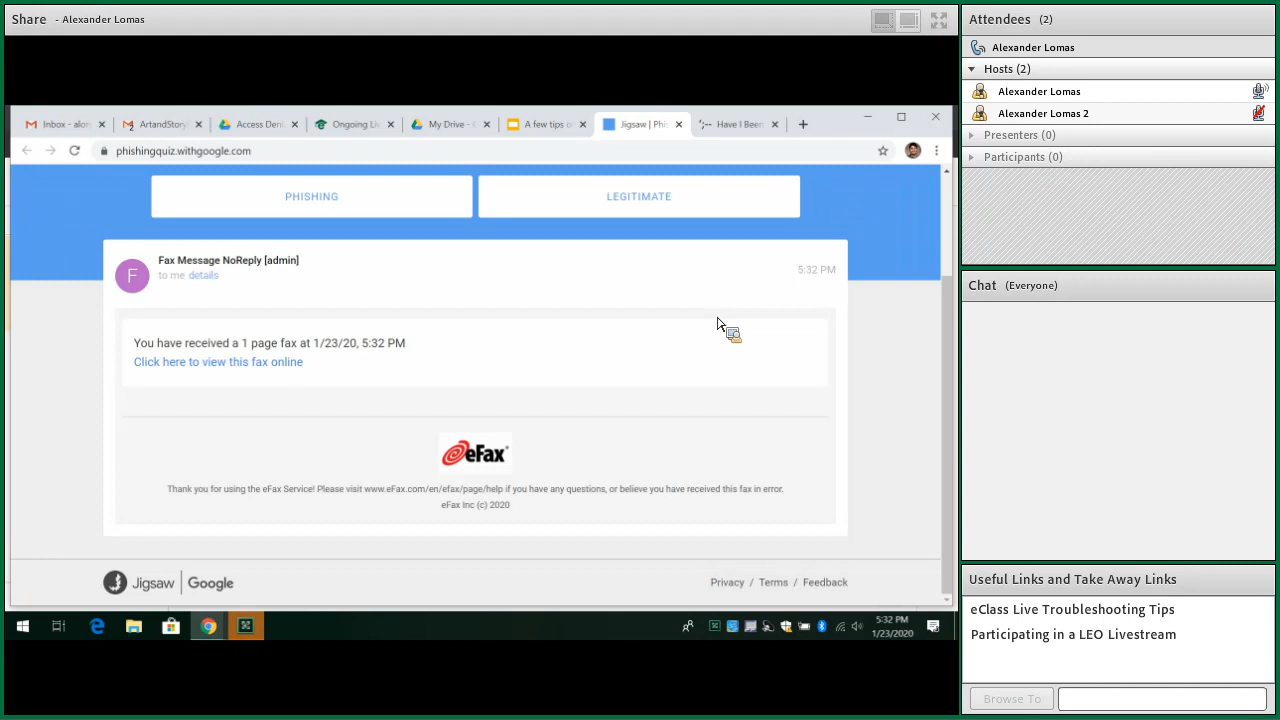 Share - Alexander Lomas
Inbox - alon
ArtandStory
Access Deni
Ongoing Liv
My Drive -
A few tips o
Jigsaw | Phis
Have I Been
phishingquiz.withgoogle.com
PHISHING
LEGITIMATE
F
Fax Message NoReply [admin]
to me details
5:32 PM
You have received a 1 page fax at 1/23/20, 5:32 PM
Click here to view this fax online
eFax
Thank you for using the eFax Service! Please visit www.eFax.com/en/efax/page/help if you have any questions, or believe you have received this fax in error.
eFax Inc (c) 2020
Jigsaw | Google
Privacy / Terms / Feedback
5:32 PM
1/23/2020
Attendees (2)
Alexander Lomas
Hosts (2)
Alexander Lomas
Alexander Lomas 2
Presenters (0)
Participants (0)
Chat (Everyone)
Useful Links and Take Away Links
eClass Live Troubleshooting Tips
Participating in a LEO Livestream
Browse To